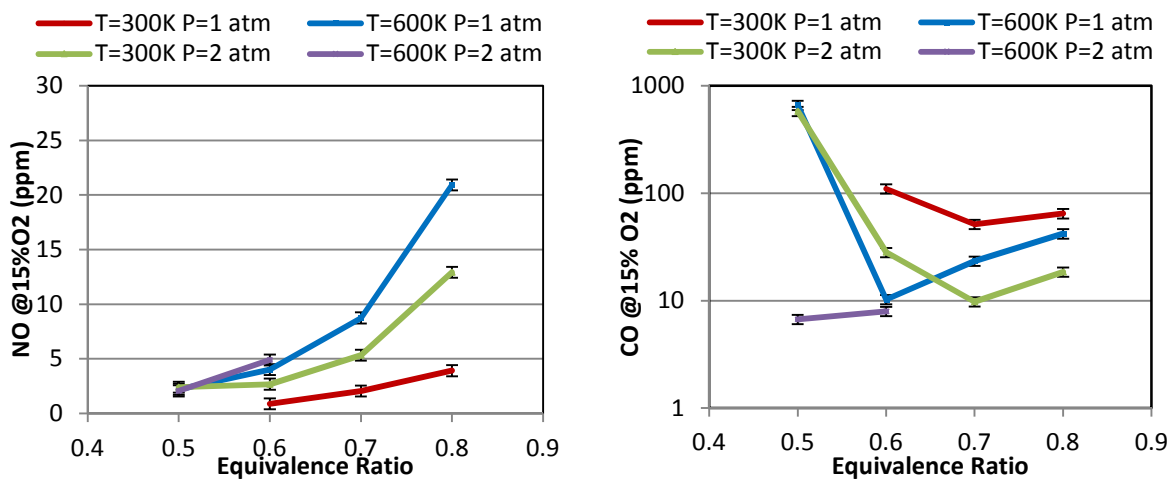 T=300K P=1 atm T=600K P=1 atm
T=300K P=2 atm T=600K P=2 atm
30
25
20
15
10
5
0
NO @15%O2 (ppm)
0.4 0.5 0.6 0.7 0.8 0.9
Equivalence Ratio
T=300K P=1 atm T=600K P=1 atm
T=300K P=2 atm T=600K P=2 atm
1000
100
10
1
CO @15% O2 (ppm)
0.4 0.5 0.6 0.7 0.8 0.9
Equivalence Ratio